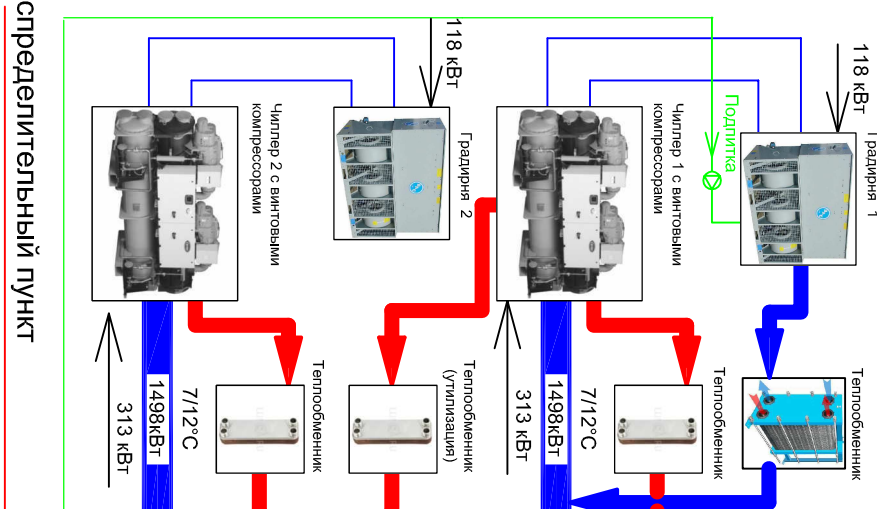 118 кВт
Градирня 1
Подпитка
Чиллер 1 с винтовыми
компрессорами
118 кВт
Градирня 2
Чиллер 2 с винтовыми
компрессорами
спределительный пункт
Теплообменник
Теплообменник
7/12°C
1498кВт
313 кВт
Теплообменник
(утилизация)
Теплообменник
7/12°C
1498кВт
313 кВт